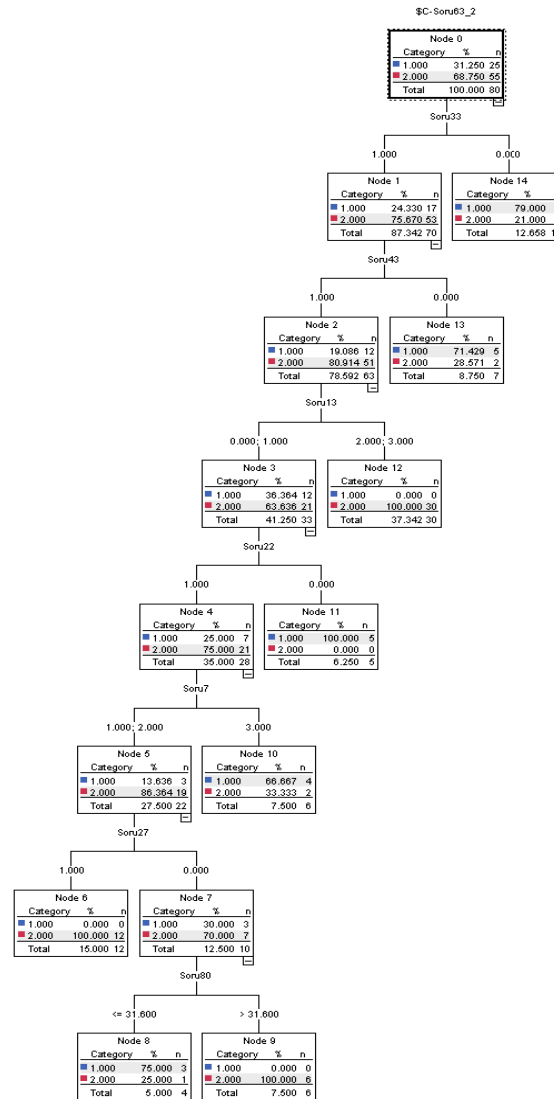 $C-Soru63_2
Node 0
Category % n
1.000 31.250 25
2.000 68.750 55
Total 100.000 80
Soru33
1.000 0.000
Node 1
Category % n
1.000 24.330 17
2.000 75.670 53
Total 87.342 70
Node 14
Category %
1.000 79.000
2.000 21.000
Total 12.658 1
Soru43
1.000 0.000
Node 2
Category % n
1.000 19.086 12
2.000 80.914 51
Total 78.592 63
Node 13
Category % n
1.000 71.429 5
2.000 28.571 2
Total 8.750 7
Soru13
0.000; 1.000 2.000; 3.000
Node 3
Category % n
1.000 36.364 12
2.000 63.636 21
Total 41.250 33
Node 12
Category % n
1.000 0.000 0
2.000 100.000 30
Total 37.342 30
Soru22
1.000 0.000
Node 4
Category % n
1.000 25.000 7
2.000 75.000 21
Total 35.000 28
Node 11
Category % n
1.000 100.000 5
2.000 0.000 0
Total 6.250 5
Soru7
1.000; 2.000 3.000
Node 5
Category % n
1.000 13.636 3
2.000 86.364 19
Total 27.500 22
Node 10
Category % n
1.000 66.667 4
2.000 33.333 2
Total 7.500 6
Soru27
1.000 0.000
Node 6
Category % n
1.000 0.000 0
2.000 100.000 12
Total 15.000 12
Node 7
Category % n
1.000 30.000 3
2.000 70.000 7
Total 12.500 10
Soru80
<= 31.600 > 31.600
Node 8
Category % n
1.000 75.000 3
2.000 25.000 1
Total 5.000 4
Node 9
Category % n
1.000 0.000 0
2.000 100.000 6
Total 7.500 6